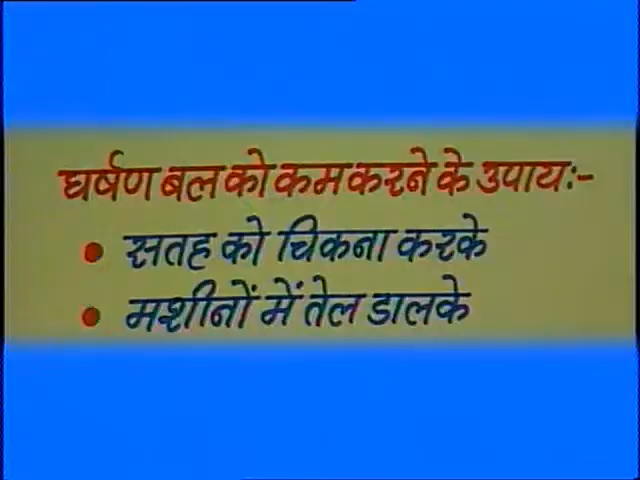 घर्षण बल को कम करने के उपाय:-
• सतह को चिकना करके
• मशीनों में तेल डालके